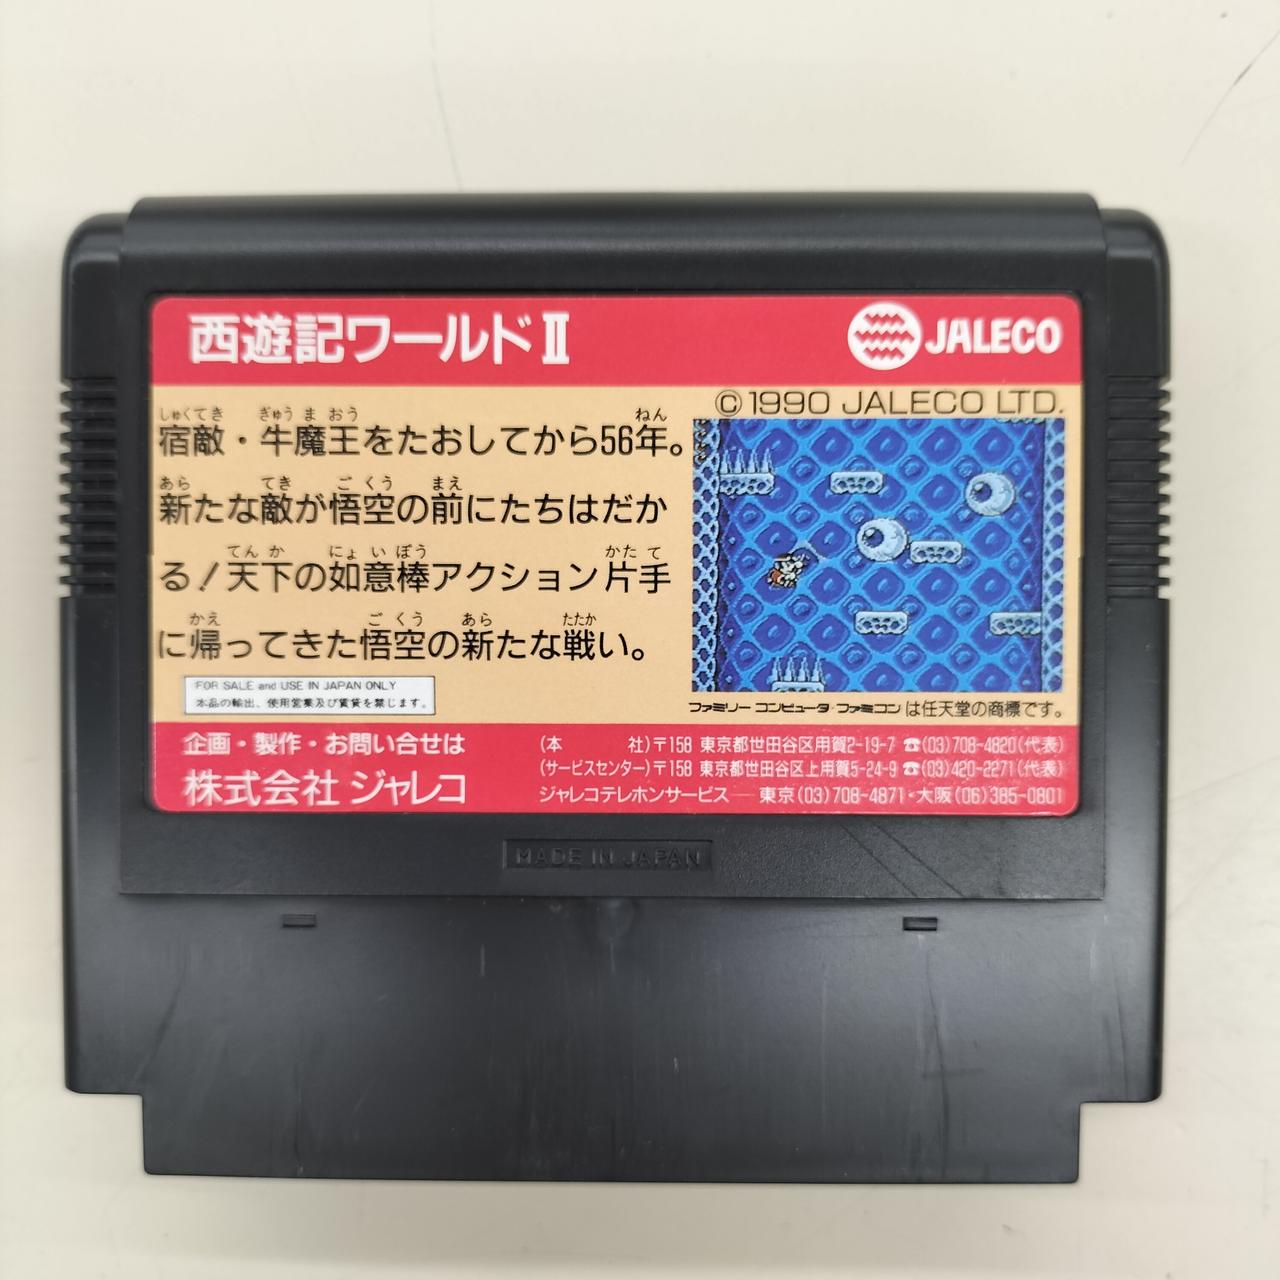 西遊記ワールドⅡ
JALECO
©1990 JALECO LTD.
しゅくてき ぎゅう ま おう ねん
宿敵・牛魔王をたおしてから56年。
あら てき ご くう まえ
新たな敵が悟空の前にたちはだか
てん か にょ い ぼう かた て
る!天下の如意棒アクション片手
かえ ご くう あら たたか
に帰ってきた悟空の新たな戦い。
FOR SALE and USE IN JAPAN ONLY
本品の輸出、使用営業及び賃貸を禁じます。
ファミリー コンピュータ・ファミコン は任天堂の商標です。
企画・製作・お問い合せは
株式会社 ジャレコ
(本 社)〒158 東京都世田谷区用賀2-19-7 ☎(03)708-4820(代表)
(サービスセンター)〒158 東京都世田谷区上用賀5-24-9 ☎(03)420-2271(代表)
ジャレコテレホンサービス — 東京(03)708-4871・大阪(06)385-0801
MADE IN JAPAN